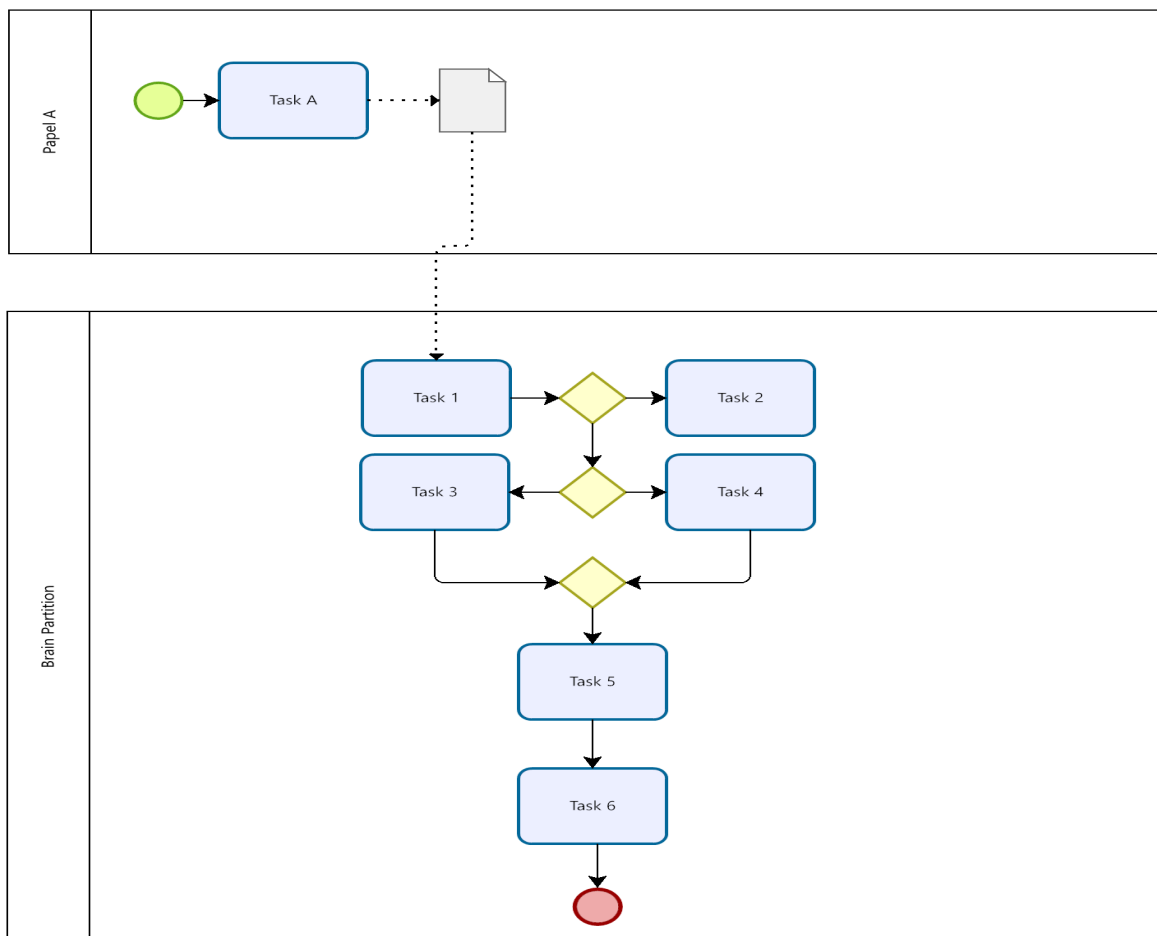 Papel A
Task A
Brain Partition
Task 1
Task 2
Task 3
Task 4
Task 5
Task 6